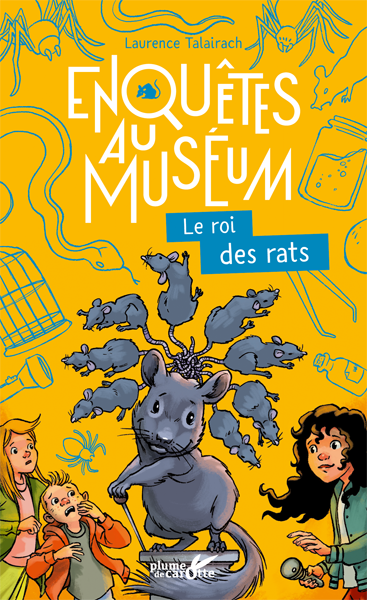 Laurence Talairach
ENQUÊTES
AU
MUSÉUM
Le roi
des rats
plume
de carotte